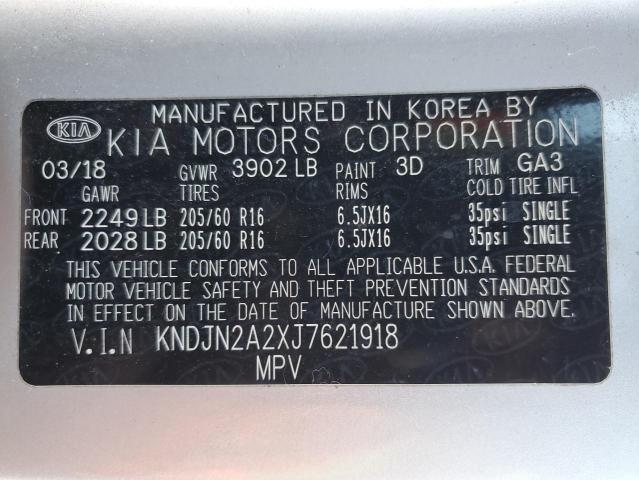 MANUFACTURED IN KOREA BY
KIA KIA MOTORS CORPORATION
03/18 GVWR 3902 LB PAINT 3D TRIM GA3
GAWR TIRES RIMS COLD TIRE INFL
FRONT 2249 LB 205/60 R16 6.5JX16 35psi SINGLE
REAR 2028 LB 205/60 R16 6.5JX16 35psi SINGLE
THIS VEHICLE CONFORMS TO ALL APPLICABLE U.S.A. FEDERAL
MOTOR VEHICLE SAFETY AND THEFT PREVENTION STANDARDS
IN EFFECT ON THE DATE OF MANUFACTURE SHOWN ABOVE.
V.I.N KNDJN2A2XJ7621918
MPV